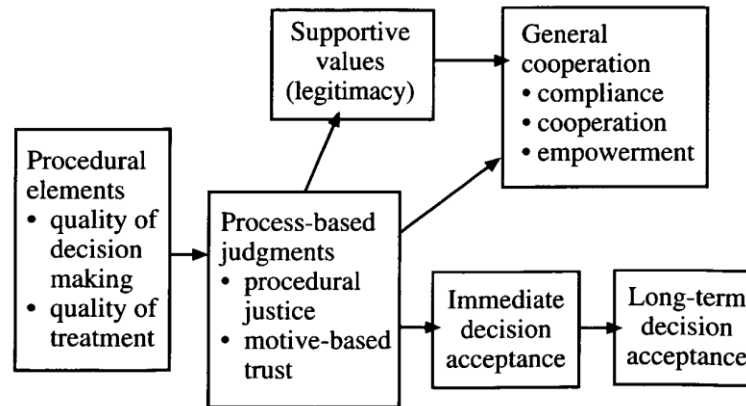 Supportive
values
(legitimacy)
General
cooperation
• compliance
• cooperation
• empowerment
Procedural
elements
• quality of
decision
making
• quality of
treatment
Process-based
judgments
• procedural
justice
• motive-based
trust
Immediate
decision
acceptance
Long-term
decision
acceptance